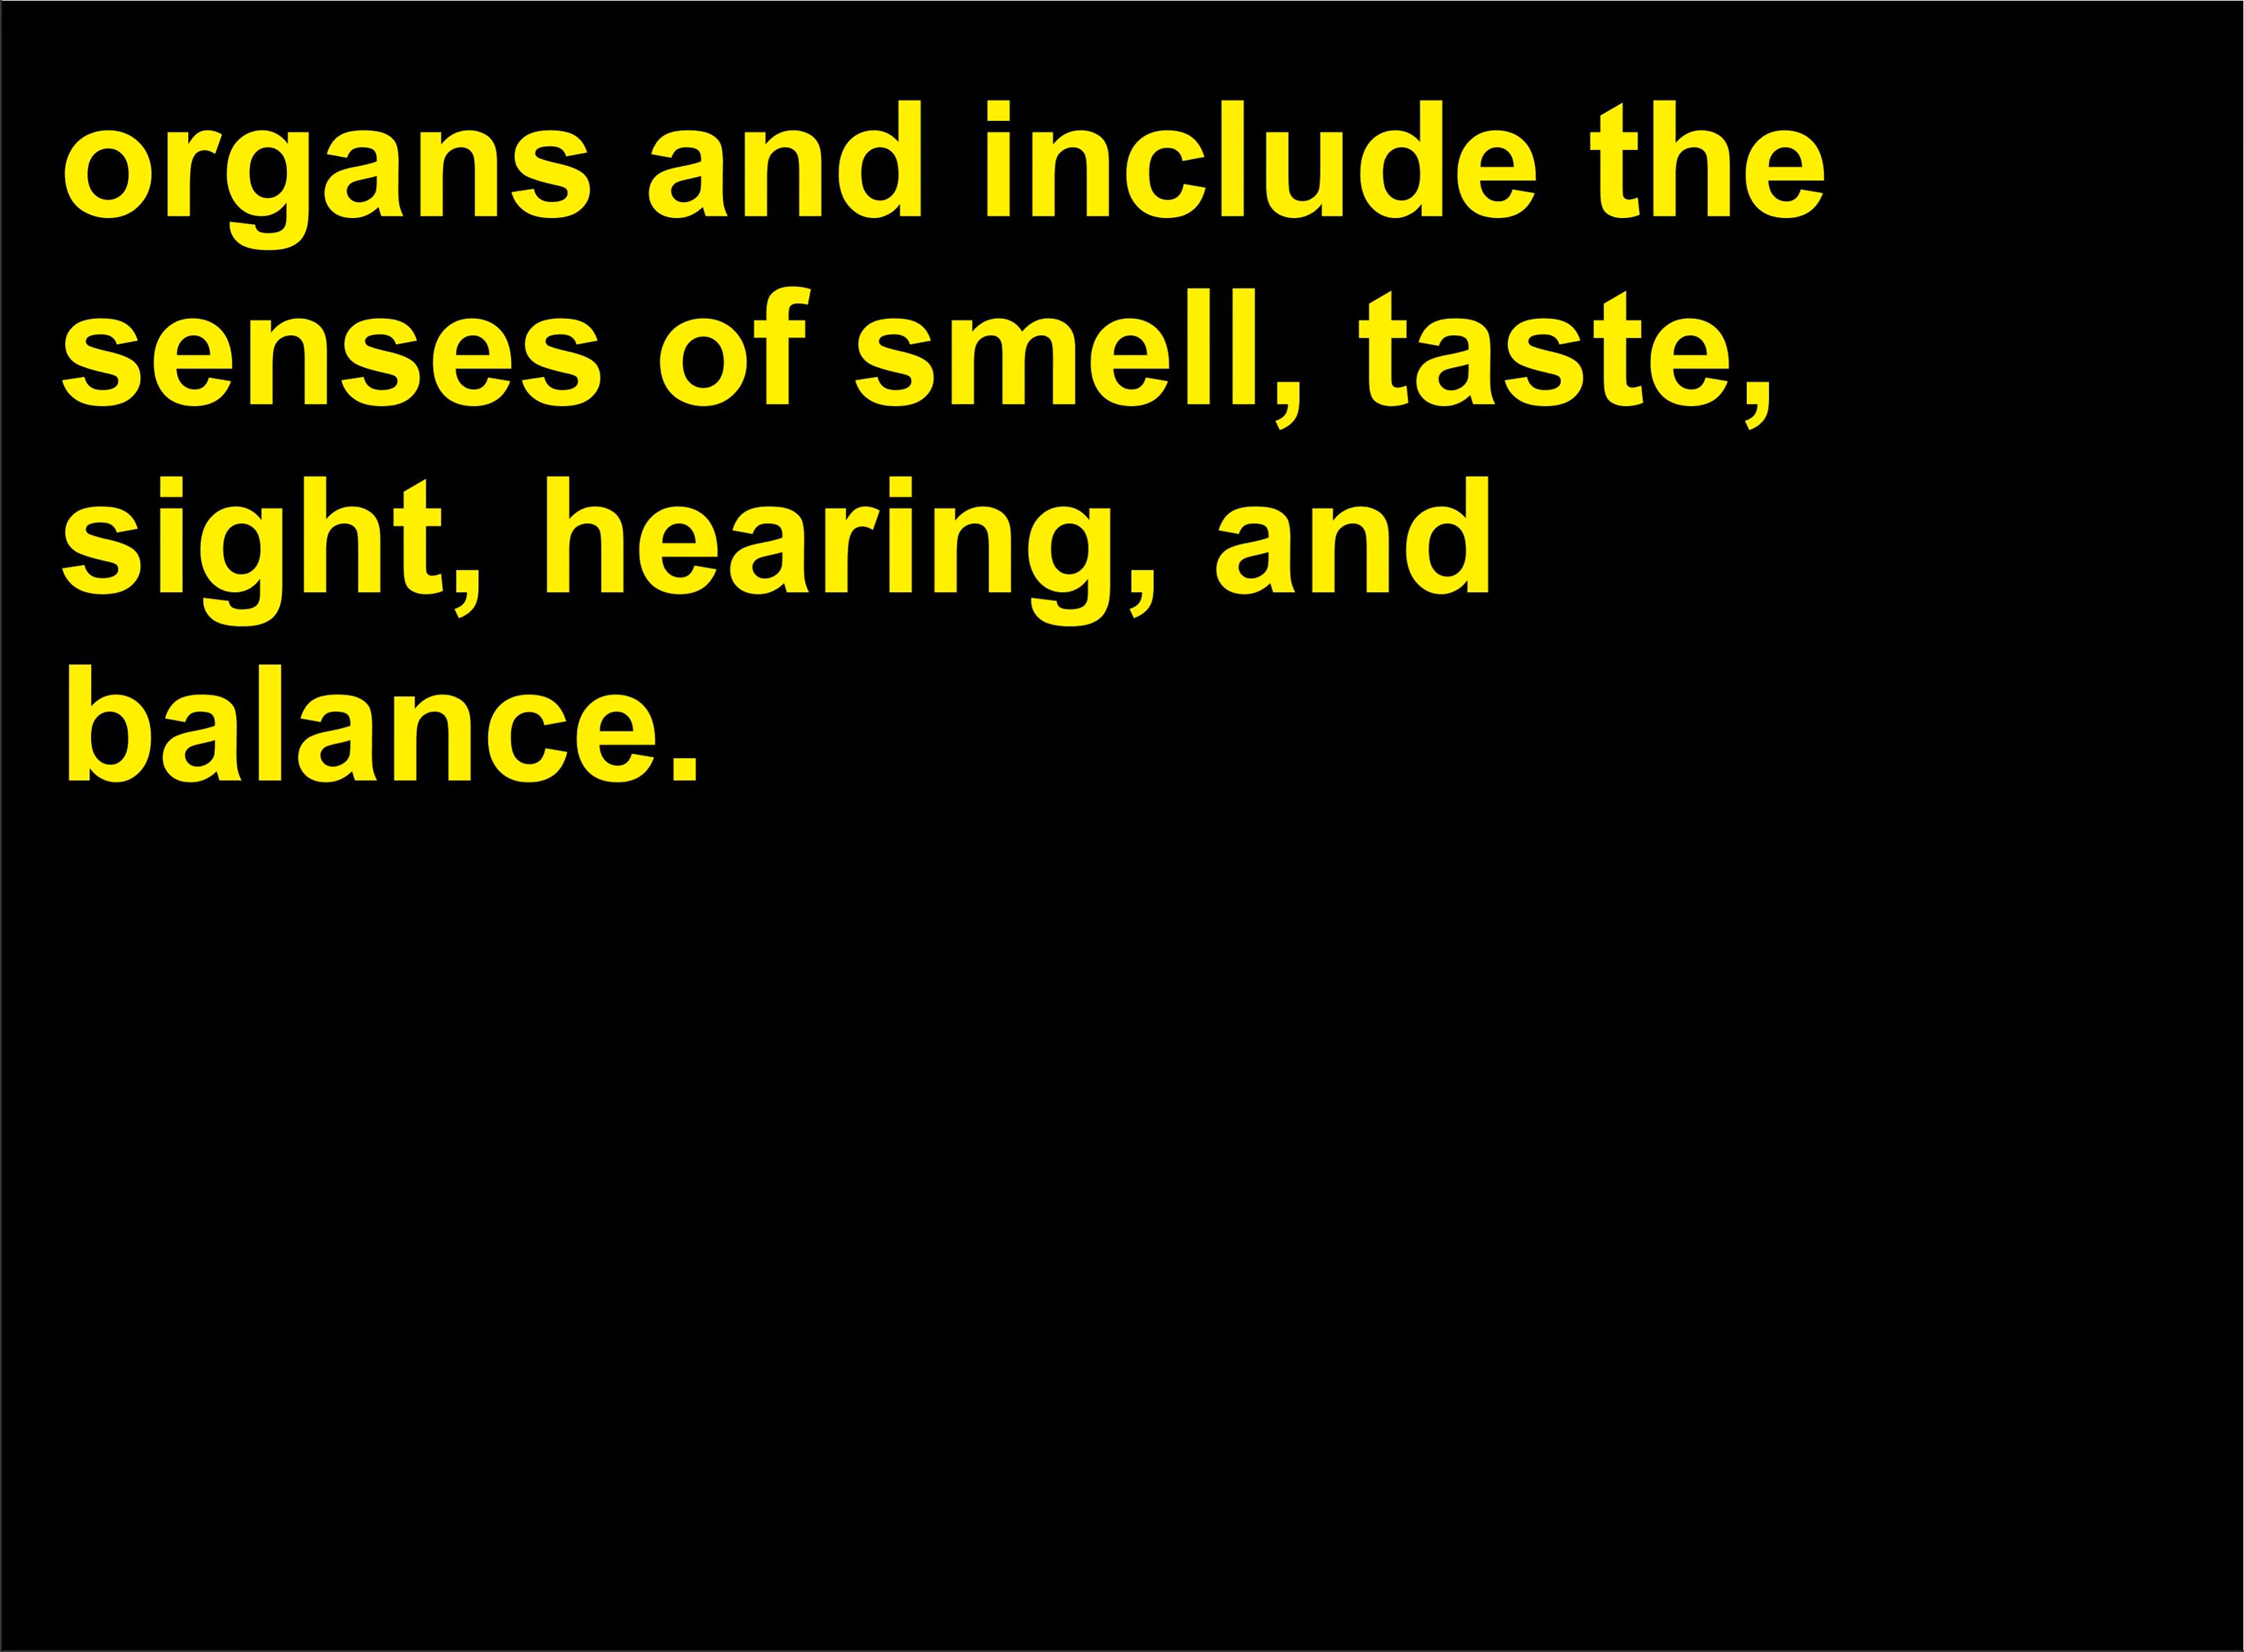 organs and include the
senses of smell, taste,
sight, hearing, and
balance.